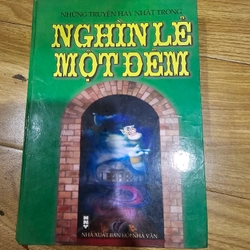 NHỮNG TRUYỆN HAY NHẤT TRONG
NGHÌN LẺ
MỘT ĐÊM
NHÀ XUẤT BẢN HỘI NHÀ VĂN